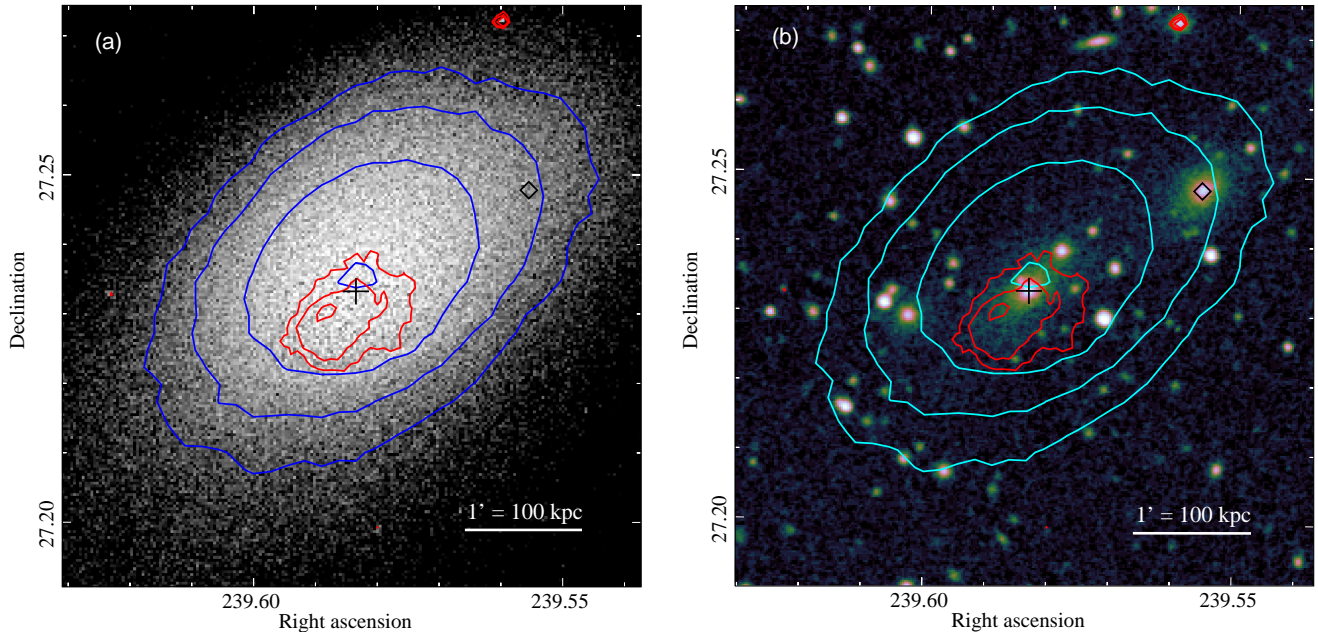 (a)
Declination
27.25
27.20
1’ = 100 kpc
239.60
239.55
Right ascension
(b)
Declination
27.25
27.20
1’ = 100 kpc
239.60
239.55
Right ascension